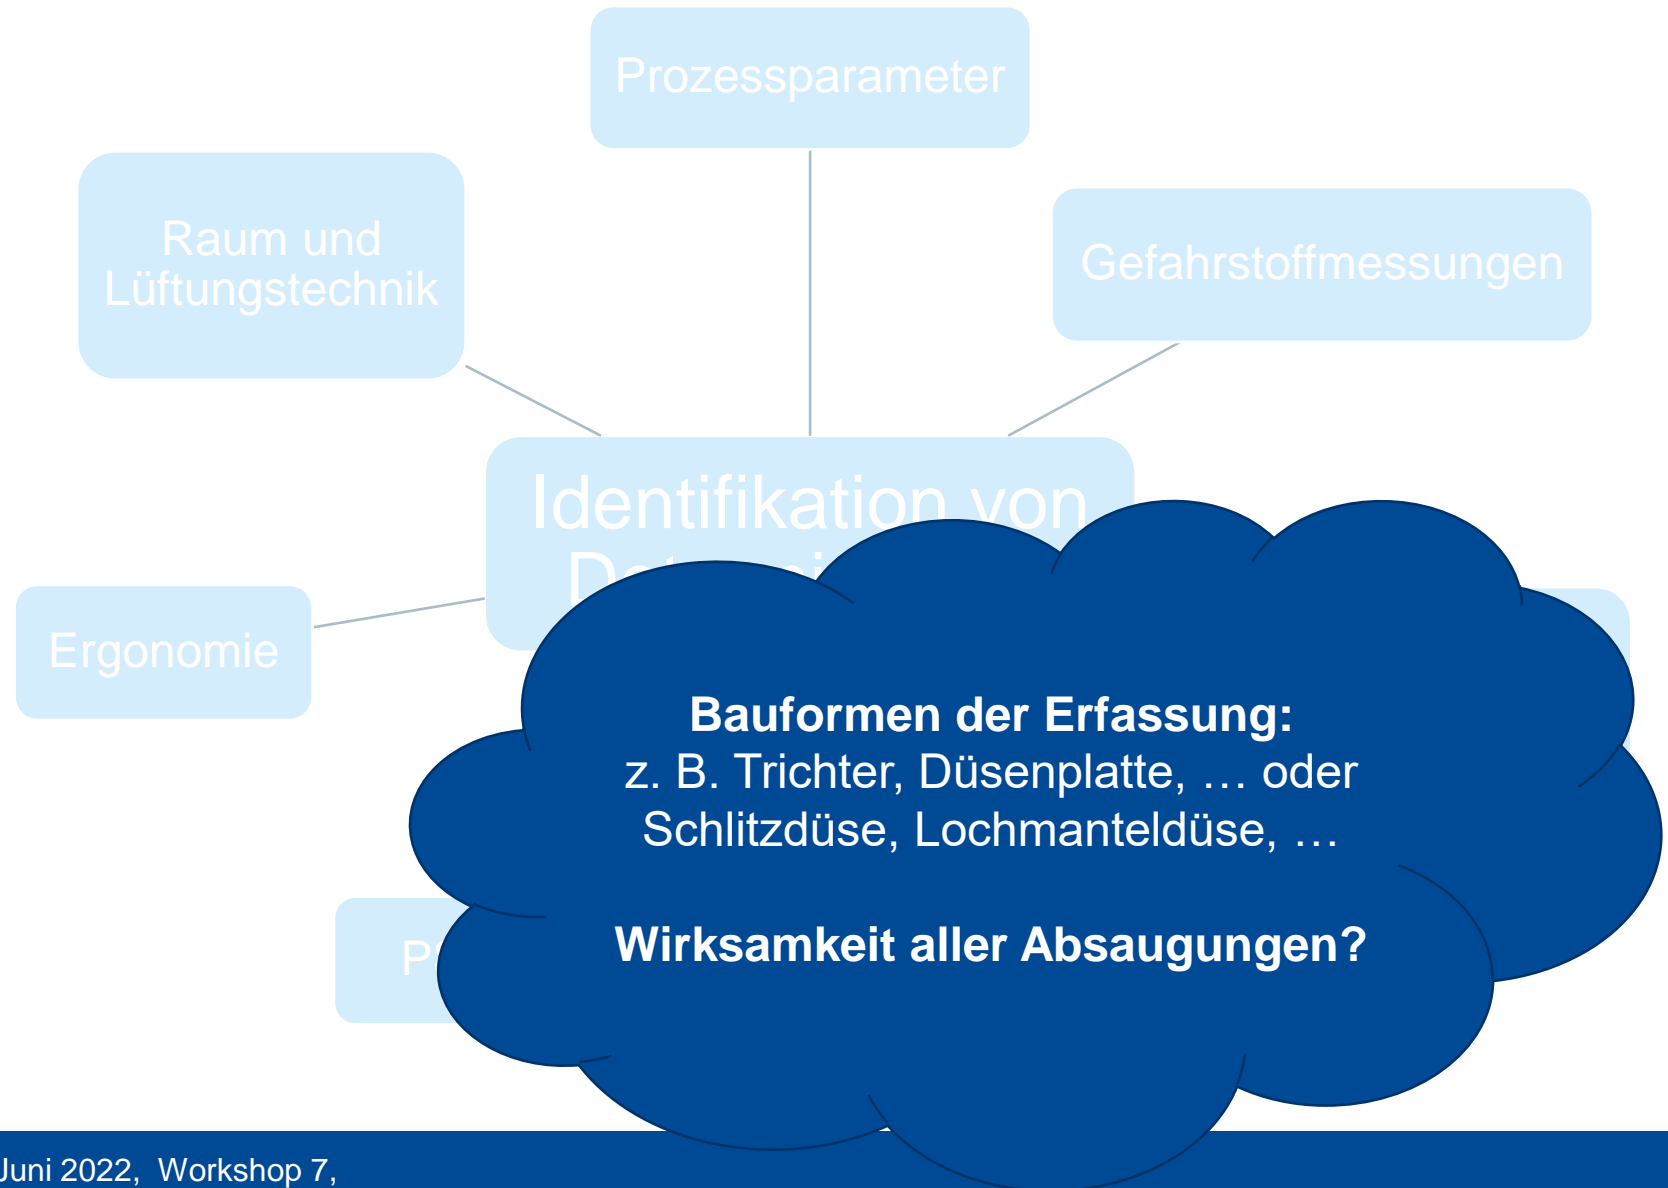 Prozessparameter
Raum und
Lüftungstechnik
Gefahrstoffmessungen
Identifikation von
Ergonomie
Bauformen der Erfassung:
z. B. Trichter, Düsenplatte, … oder
Schlitzdüse, Lochmanteldüse, …
Wirksamkeit aller Absaugungen?
Juni 2022, Workshop 7,